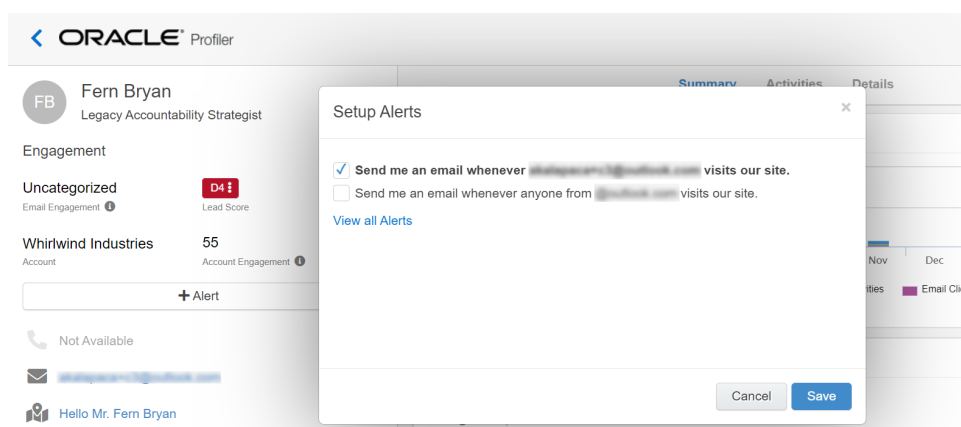 ORACLE® Profiler
FB
Fern Bryan
Legacy Accountability Strategist
Engagement
Uncategorized
Email Engagement
D4
Lead Score
Whirlwind Industries
Account
55
Account Engagement
+ Alert
Not Available
Hello Mr. Fern Bryan
Summary Activities Details
Setup Alerts
×
Send me an email whenever visits our site.
Send me an email whenever anyone from visits our site.
View all Alerts
Cancel Save
Nov Dec
Email